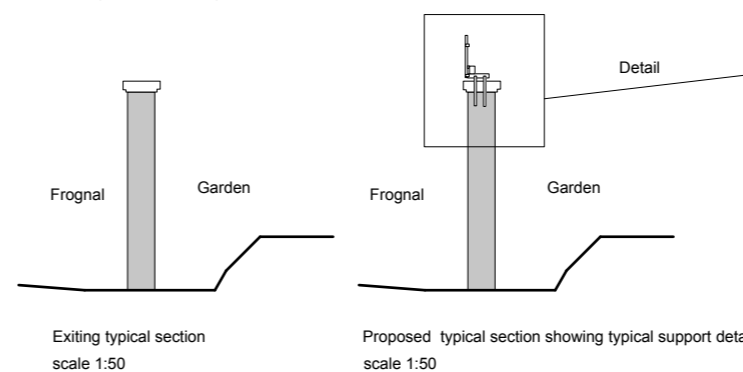 Detail
Frognal
Garden
Frognal
Garden
Exiting typical section
scale 1:50
Proposed typical section showing typical support deta
scale 1:50